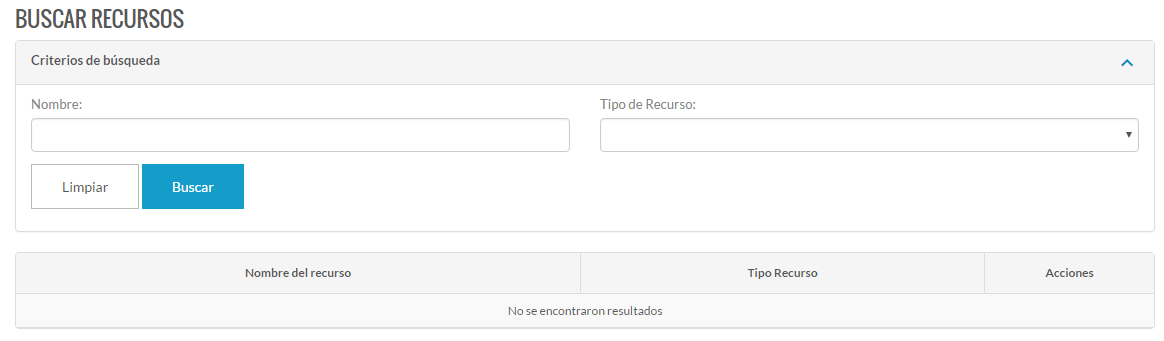 BUSCAR RECURSOS
Criterios de búsqueda
Nombre: Tipo de Recurso:
Limpiar Buscar
Nombre del recurso Tipo Recurso Acciones
No se encontraron resultados